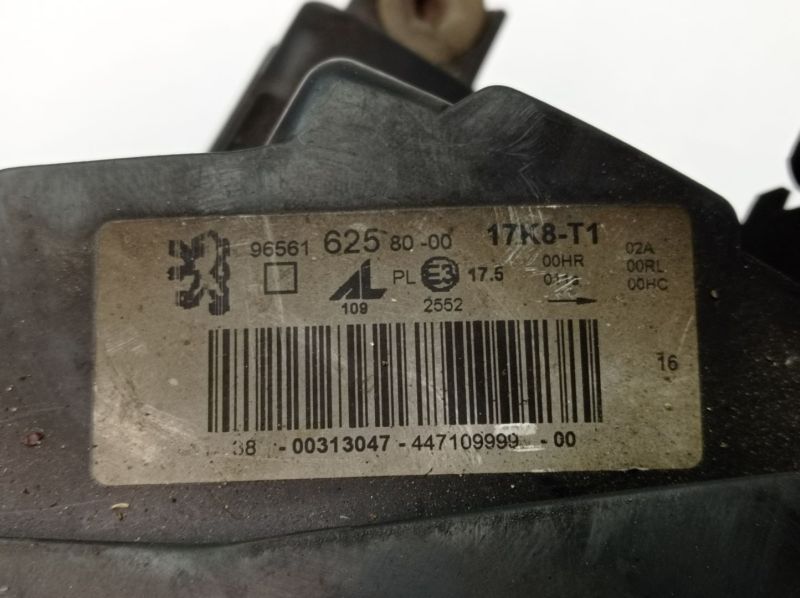 96561 625 80-00 17K8-T1
AL PL E3 17.5 00HR 02A
00RL
109 2552 00HC
16
38 -00313047-447109999 -00